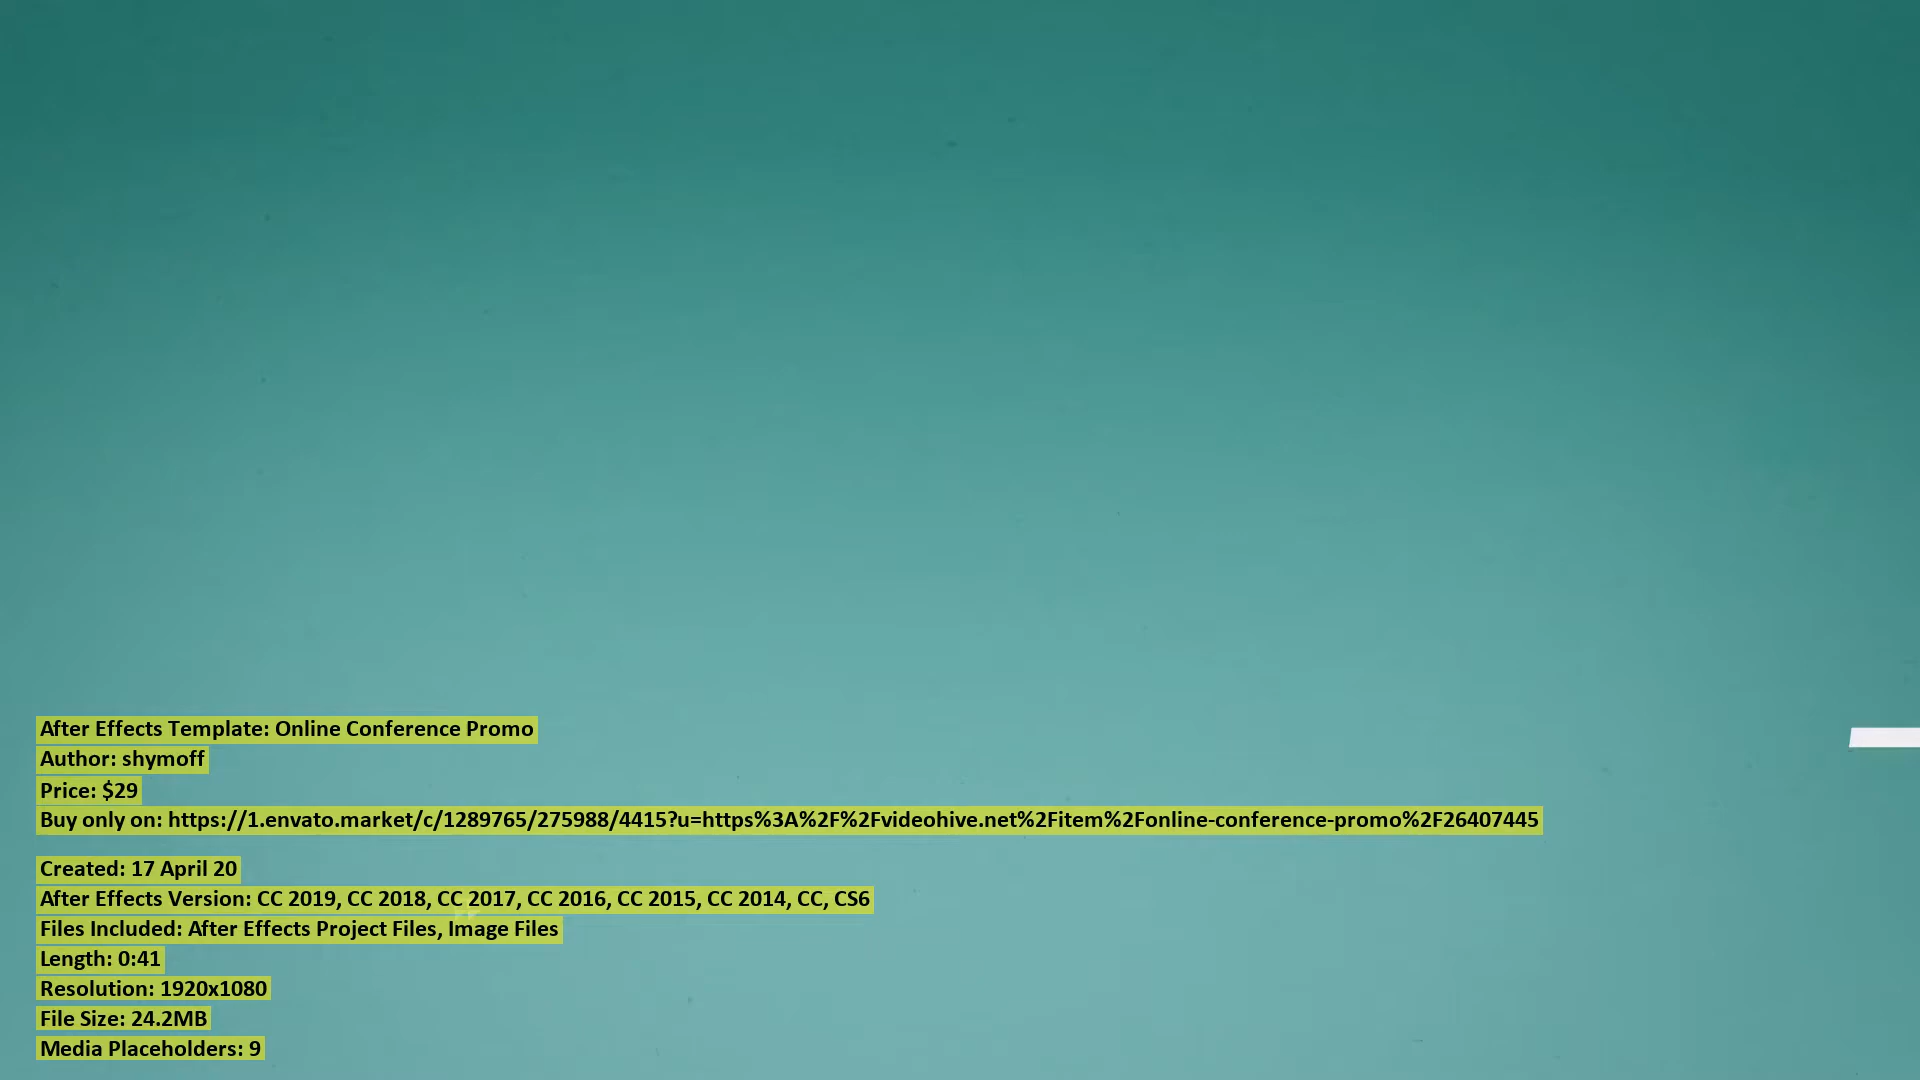 After Effects Template: Online Conference Promo
Author: shymoff
Price: $29
Buy only on: https://1.envato.market/c/1289765/275988/4415?u=https%3A%2F%2Fvideohive.net%2Fitem%2Fonline-conference-promo%2F26407445
Created: 17 April 20
After Effects Version: CC 2019, CC 2018, CC 2017, CC 2016, CC 2015, CC 2014, CC, CS6
Files Included: After Effects Project Files, Image Files
Length: 0:41
Resolution: 1920x1080
File Size: 24.2MB
Media Placeholders: 9